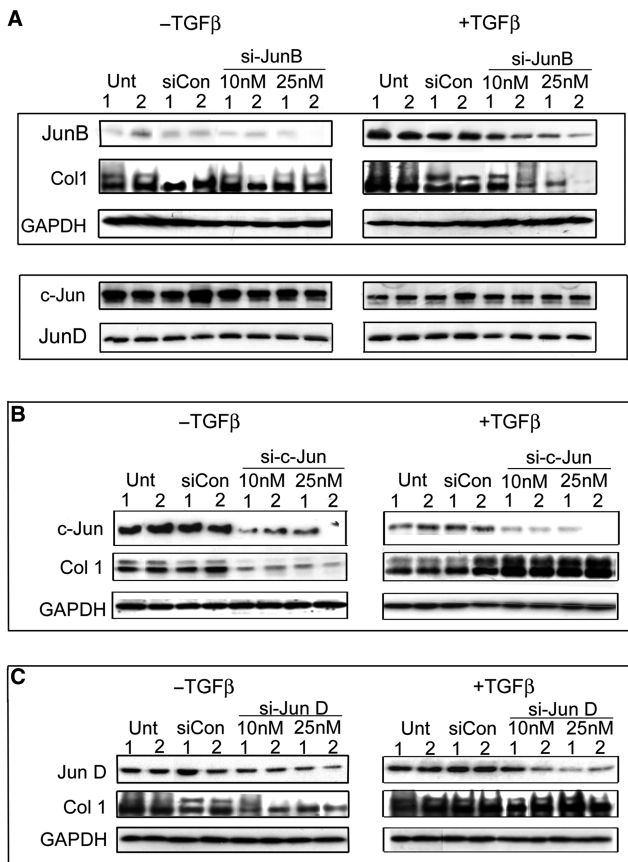 A
–TGFβ +TGFβ
si-JunB si-JunB
Unt siCon 10nM 25nM Unt siCon 10nM 25nM
1 2 1 2 1 2 1 2 1 2 1 2 1 2 1 2
JunB
Col1
GAPDH
c-Jun
JunD
B
–TGFβ +TGFβ
si-c-Jun si-c-Jun
Unt siCon 10nM 25nM Unt siCon 10nM 25nM
1 2 1 2 1 2 1 2 1 2 1 2 1 2 1 2
c-Jun
Col 1
GAPDH
C
–TGFβ +TGFβ
si-Jun D si-Jun D
Unt siCon 10nM 25nM Unt siCon 10nM 25nM
1 2 1 2 1 2 1 2 1 2 1 2 1 2 1 2
Jun D
Col 1
GAPDH